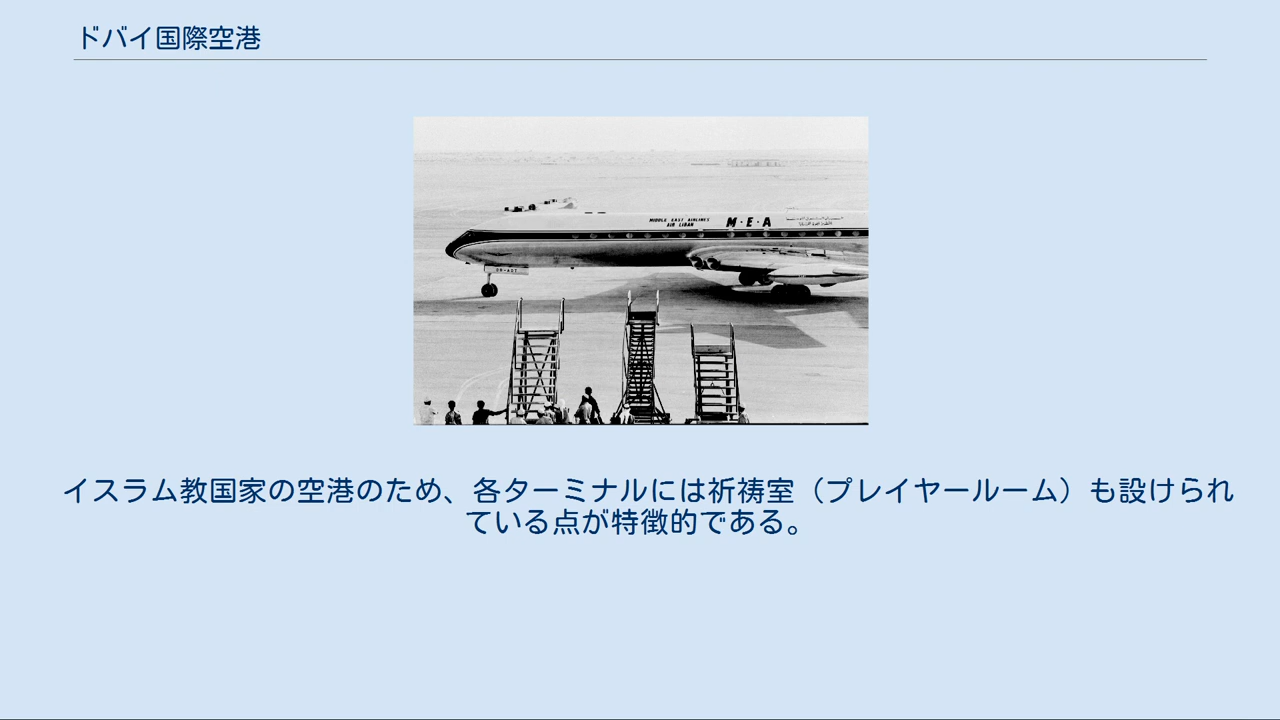 ドバイ国際空港
MIDDLE EAST AIRLINES
AIR LIBAN
M·E·A
イスラム教国家の空港のため、各ターミナルには祈祷室（プレイヤールーム）も設けられ
ている点が特徴的である。